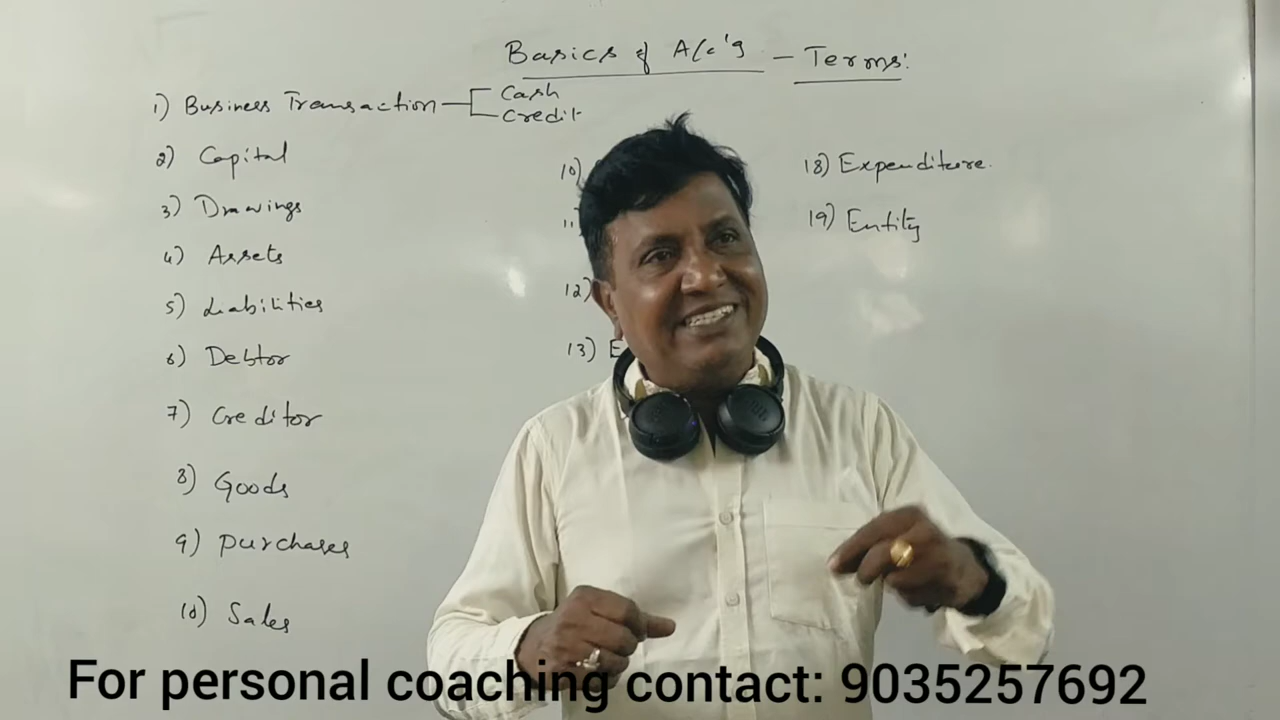 Basics of A/c'g - Terms:
1) Business Transaction
Cash
Credit
2) Capital
3) Drawings
4) Assets
5) Liabilities
6) Debtor
7) Creditor
8) Goods
9) Purchases
10) Sales
10)
11)
12)
13) E
18) Expenditure.
19) Entity
For personal coaching contact: 9035257692